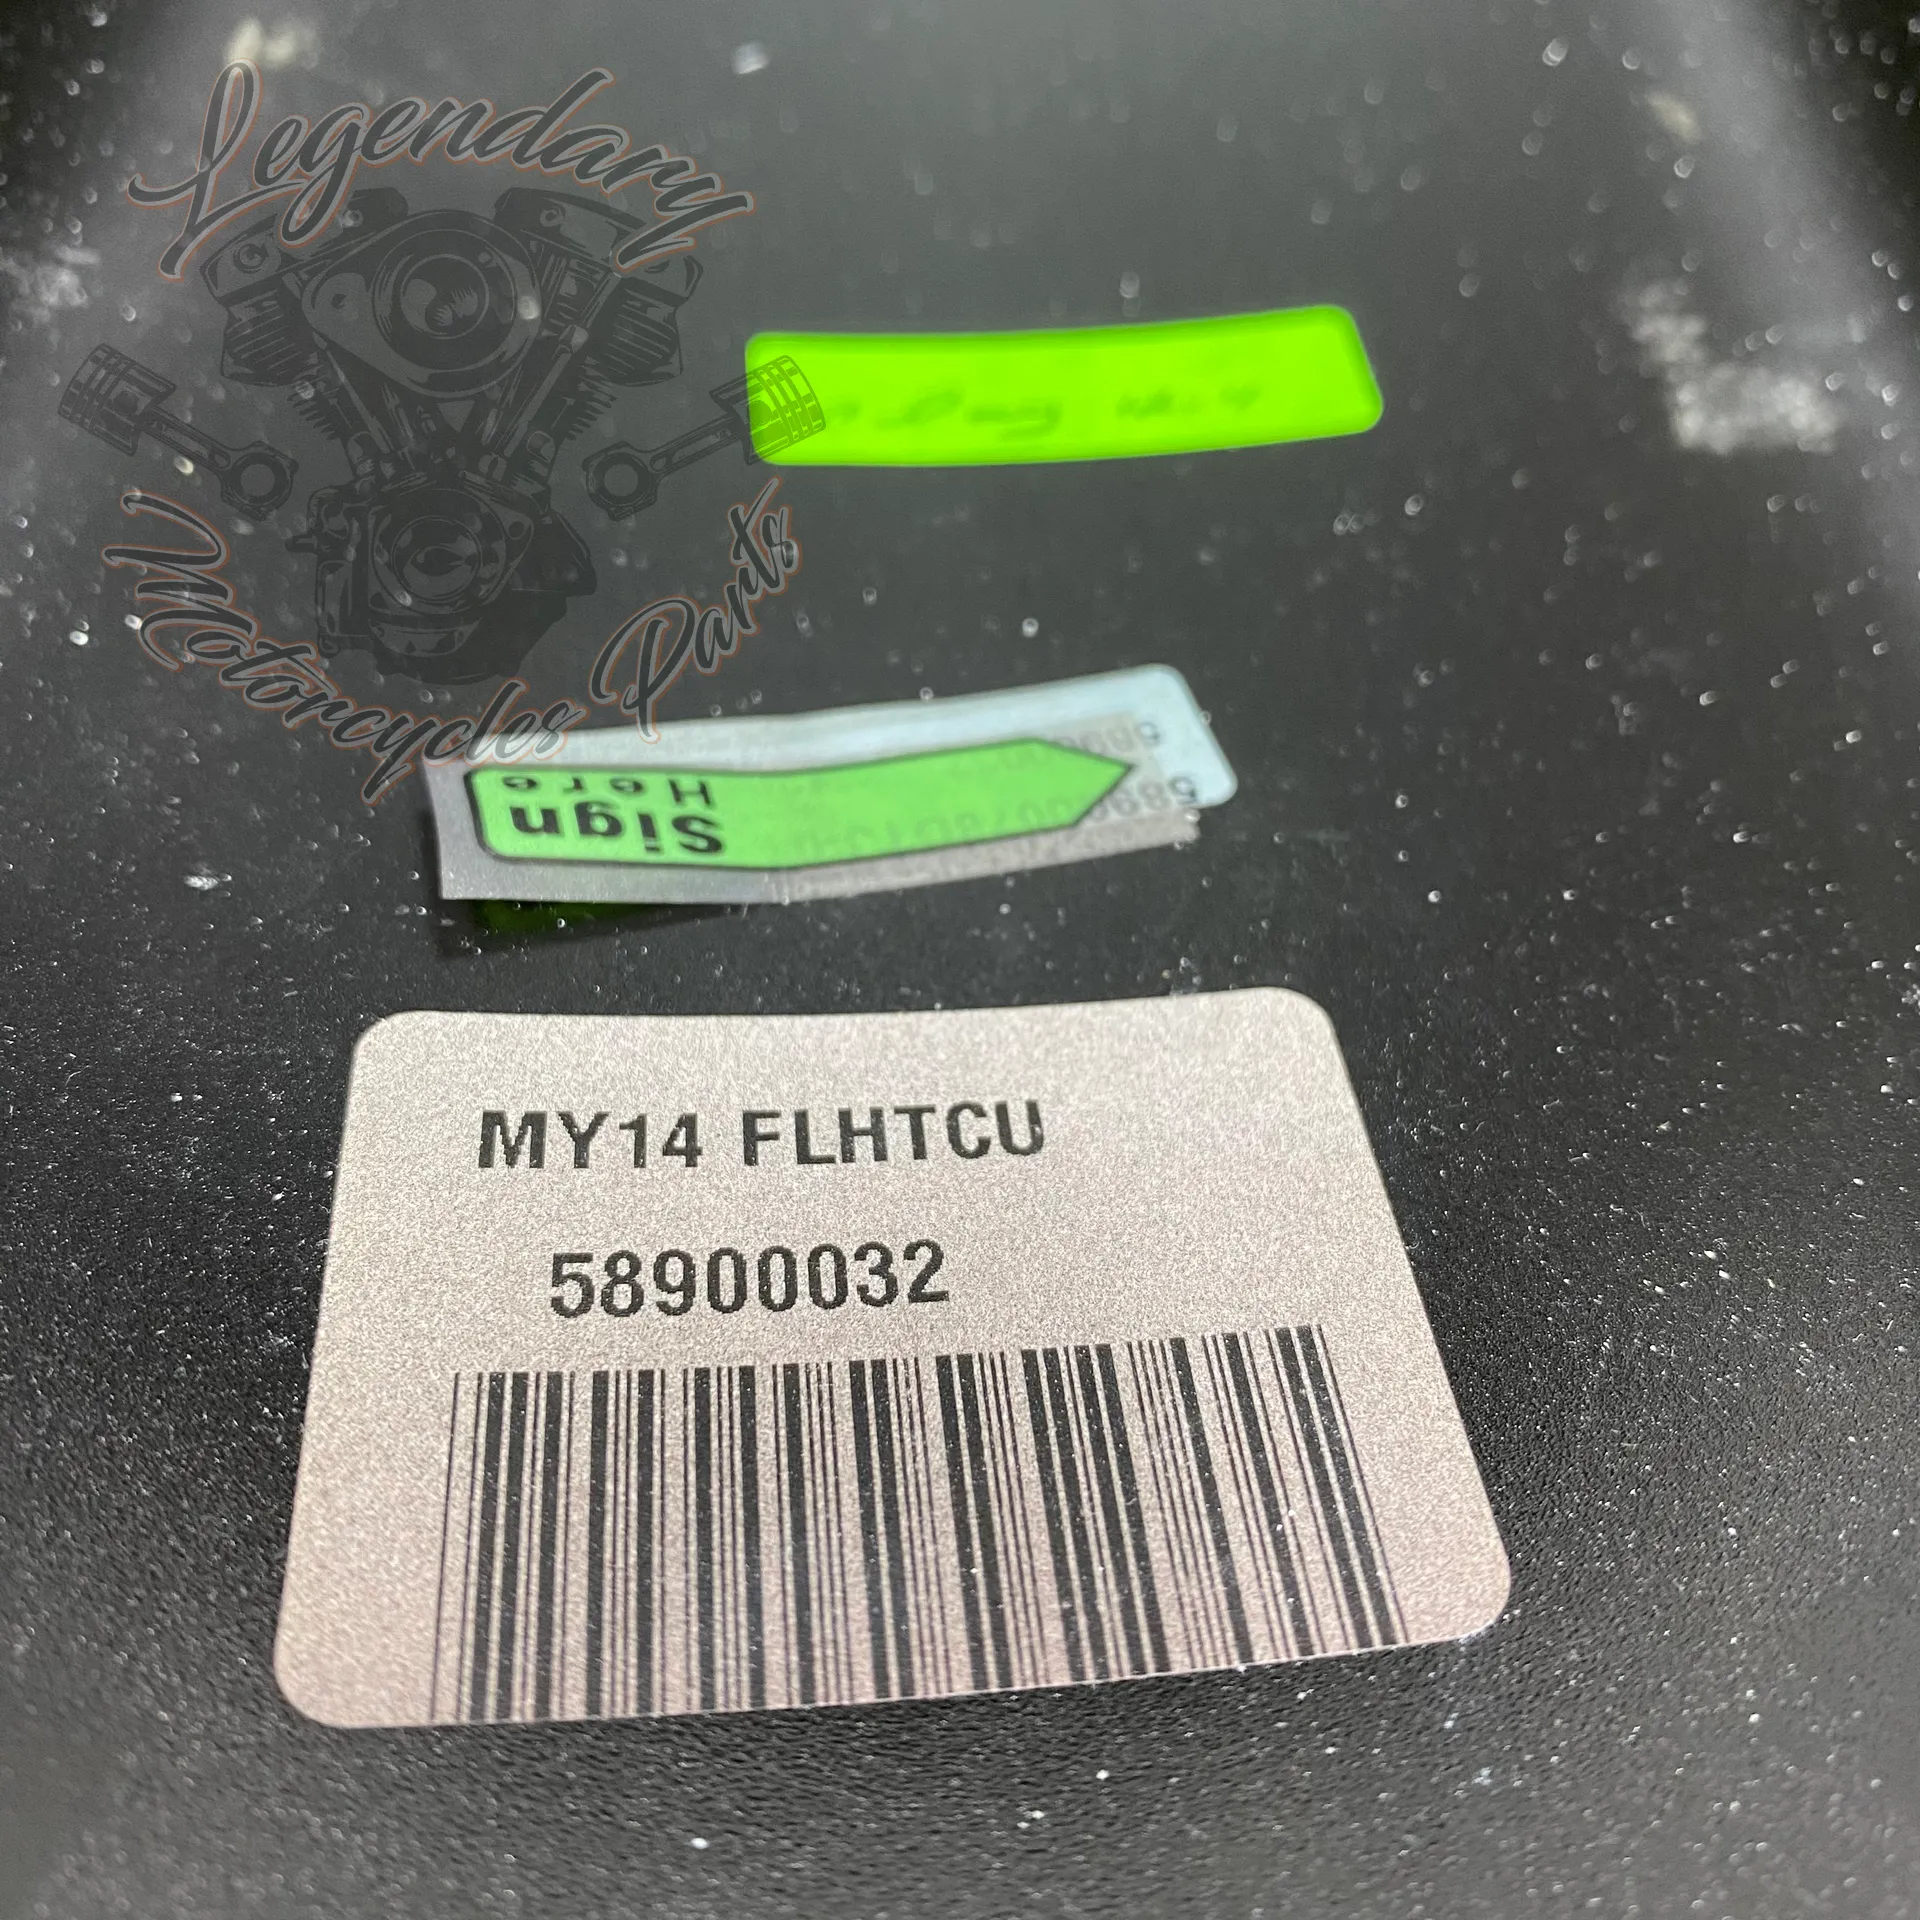 Legendary
Motorcycles Parts
Sign
Here
MY14 FLHTCU
58900032